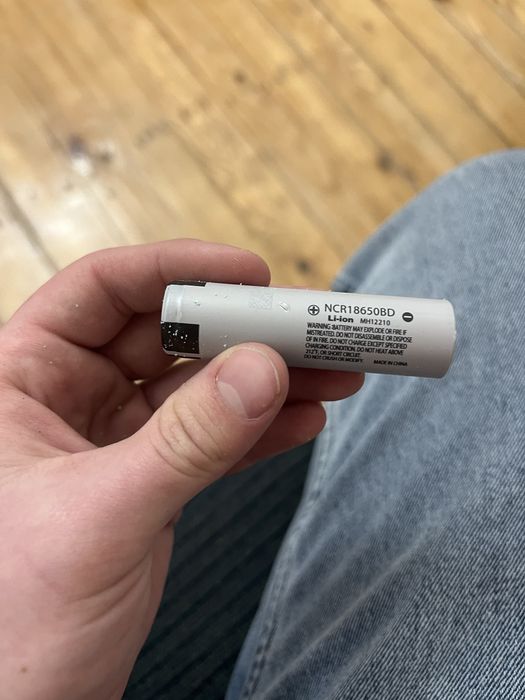 ⊕ NCR18650BD ⊖
Li-ion MH12210
WARNING: BATTERY MAY EXPLODE OR FIRE IF
MISTREATED. DO NOT DISASSEMBLE OR DISPOSE
OF IN FIRE. DO NOT CHARGE EXCEPT SPECIFIED
CHARGING CONDITION. DO NOT HEAT ABOVE
212°F, OR SHORT CIRCUIT.
DO NOT CRUSH OR MODIFY. MADE IN CHINA